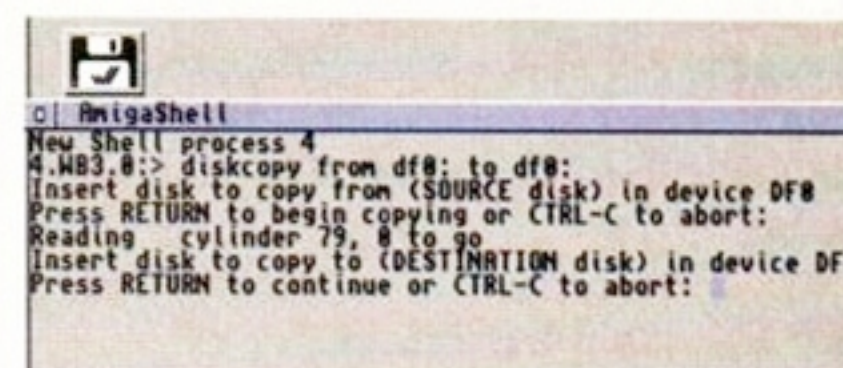 AmigaShell
New Shell process 4
4.WB3.0:> diskcopy from df0: to df0:
Insert disk to copy from (SOURCE disk) in device DF0
Press RETURN to begin copying or CTRL-C to abort:
Reading cylinder 79, 0 to go
Insert disk to copy to (DESTINATION disk) in device DF
Press RETURN to continue or CTRL-C to abort: